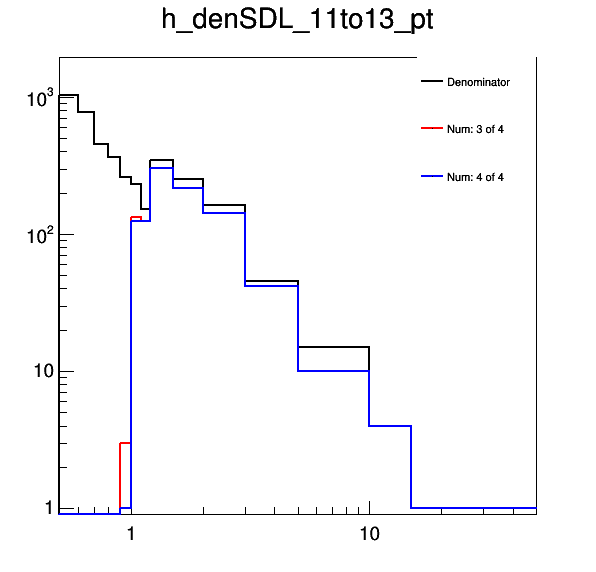 h_denSDL_11to13_pt
Denominator
Num: 3 of 4
Num: 4 of 4
10³
10²
10
1
1
10